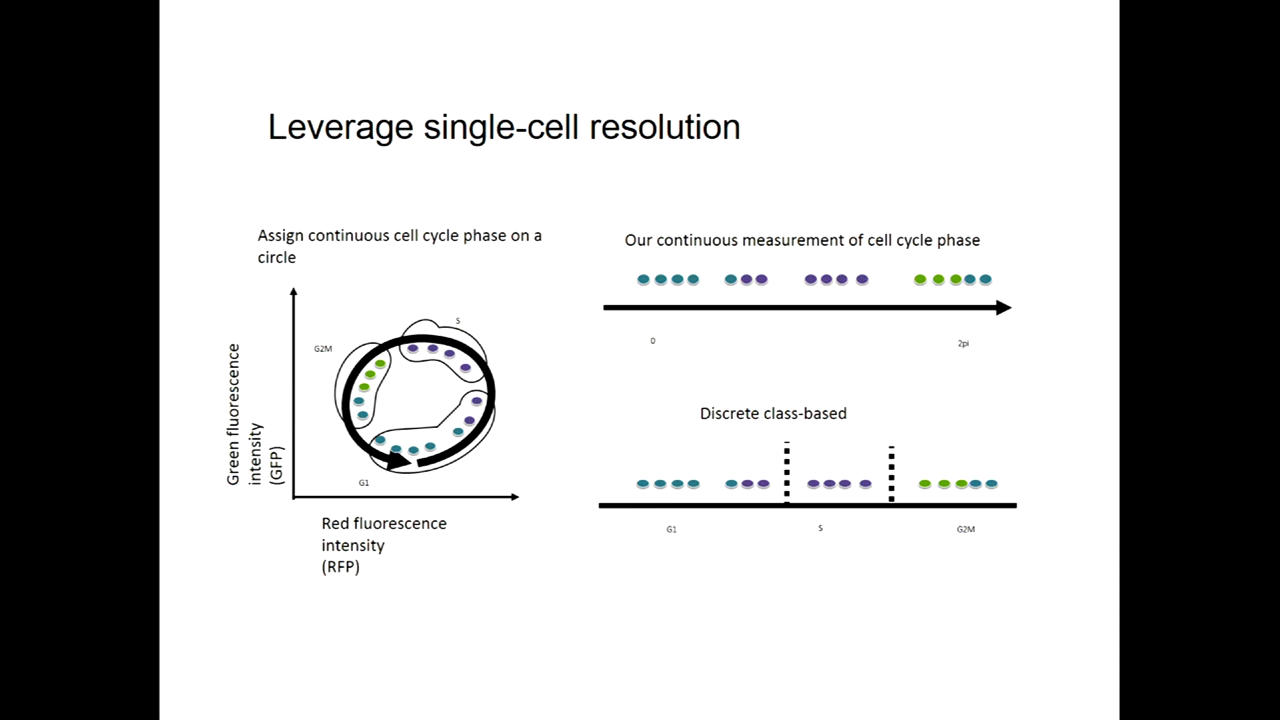 Leverage single-cell resolution
Assign continuous cell cycle phase on a
circle
Green fluorescence
intensity
(GFP)
G2M
S
G1
Red fluorescence
intensity
(RFP)
Our continuous measurement of cell cycle phase
0
2pi
Discrete class-based
G1
S
G2M